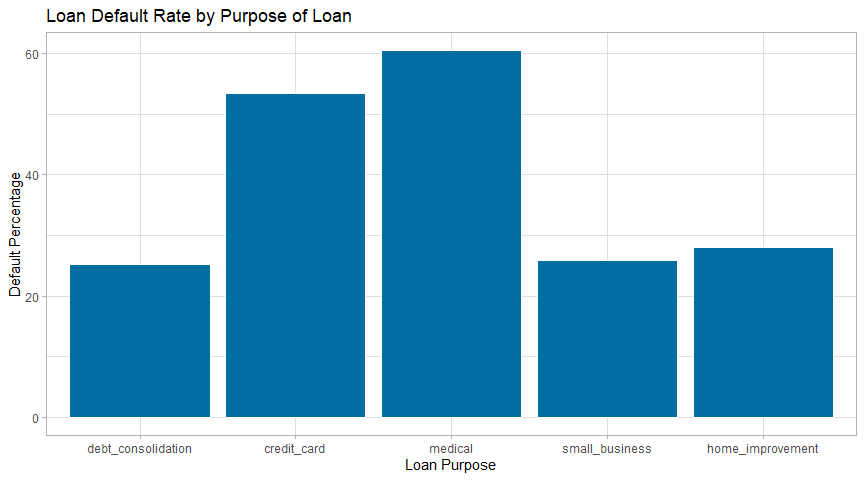 Loan Default Rate by Purpose of Loan
Default Percentage
60
40
20
0
debt_consolidation
credit_card
medical
small_business
home_improvement
Loan Purpose